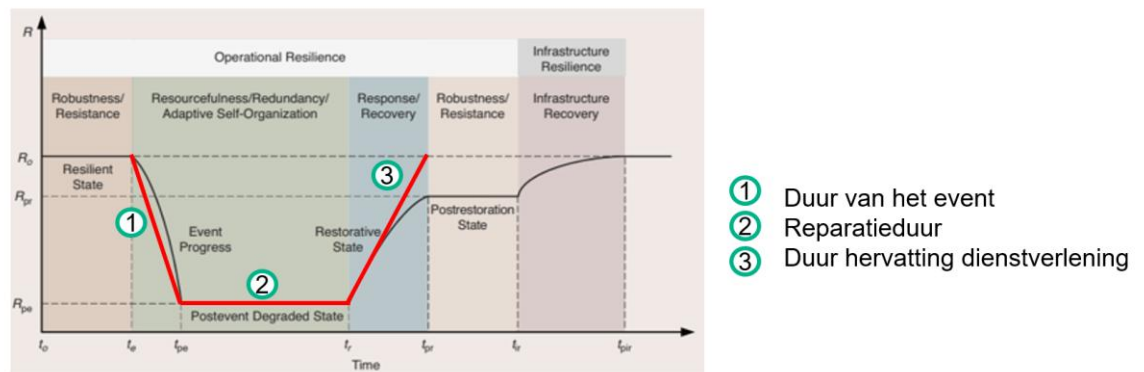 R
Operational Resilience
Infrastructure
Resilience
Robustness/
Resistance
Resourcefulness/Redundancy/
Adaptive Self-Organization
Response/
Recovery
Robustness/
Resistance
Infrastructure
Recovery
Ro
Resilient
State
3
Rpr
1
Event
Progress
Restorative
State
Postrestoration
State
2
Rpe
Postevent Degraded State
to
te
tpe
tr
tpr
tir
tpir
Time
1 Duur van het event
2 Reparatieduur
3 Duur hervatting dienstverlening